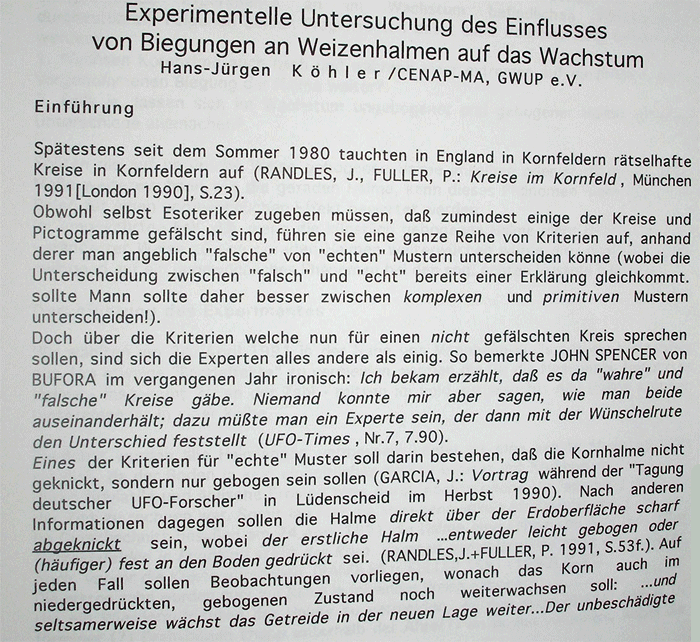 Experimentelle Untersuchung des Einflusses
von Biegungen an Weizenhalmen auf das Wachstum
Hans-Jürgen Köhler/CENAP-MA, GWUP e.V.
Einführung
Spätestens seit dem Sommer 1980 tauchten in England in Kornfeldern rätselhafte
Kreise in Kornfeldern auf (RANDLES, J., FULLER, P.: Kreise im Kornfeld, München
1991[London 1990], S.23).
Obwohl selbst Esoteriker zugeben müssen, daß zumindest einige der Kreise und
Pictogramme gefälscht sind, führen sie eine ganze Reihe von Kriterien auf, anhand
derer man angeblich "falsche" von "echten" Mustern unterscheiden könne (wobei die
Unterscheidung zwischen "falsch" und "echt" bereits einer Erklärung gleichkommt.
sollte Mann sollte daher besser zwischen komplexen und primitiven Mustern
unterscheiden!).
Doch über die Kriterien welche nun für einen nicht gefälschten Kreis sprechen
sollen, sind sich die Experten alles andere als einig. So bemerkte JOHN SPENCER von
BUFORA im vergangenen Jahr ironisch: Ich bekam erzählt, daß es da "wahre" und
"falsche" Kreise gäbe. Niemand konnte mir aber sagen, wie man beide
auseinanderhält; dazu müßte man ein Experte sein, der dann mit der Wünschelrute
den Unterschied feststellt (UFO-Times, Nr.7, 7.90).
Eines der Kriterien für "echte" Muster soll darin bestehen, daß die Kornhalme nicht
geknickt, sondern nur gebogen sein sollen (GARCIA, J.: Vortrag während der "Tagung
deutscher UFO-Forscher" in Lüdenscheid im Herbst 1990). Nach anderen
Informationen dagegen sollen die Halme direkt über der Erdoberfläche scharf
abgeknickt sein, wobei der erstliche Halm ...entweder leicht gebogen oder
(häufiger) fest an den Boden gedrückt sei. (RANDLES,J.+FULLER, P. 1991, S.53f.). Auf
jeden Fall sollen Beobachtungen vorliegen, wonach das Korn auch im
niedergedrückten, gebogenen Zustand noch weiterwachsen soll: ...und
seltsamerweise wächst das Getreide in der neuen Lage weiter...Der unbeschädigte